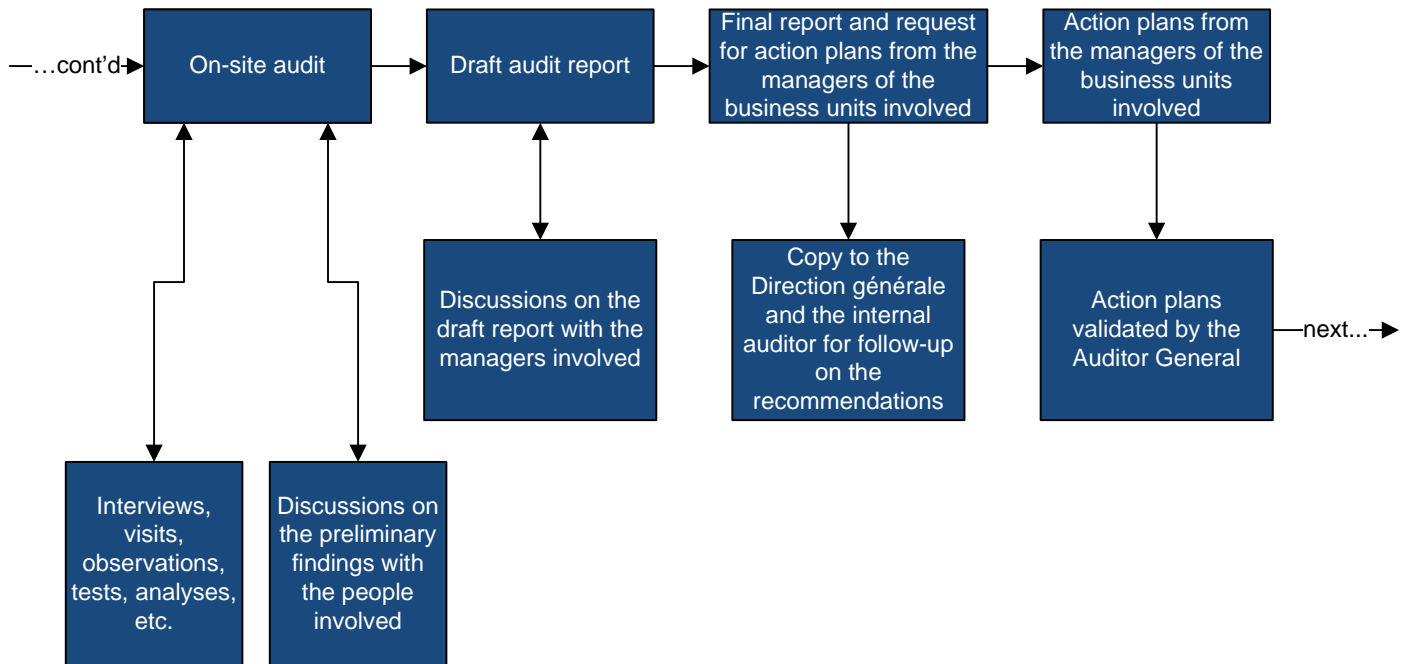 …cont’d
On-site audit
Draft audit report
Final report and request
for action plans from the
managers of the
business units involved
Action plans from
the managers of the
business units
involved
Discussions on the
draft report with the
managers involved
Copy to the
Direction générale
and the internal
auditor for follow-up
on the
recommendations
Action plans
validated by the
Auditor General
next...
Interviews,
visits,
observations,
tests, analyses,
etc.
Discussions on
the preliminary
findings with
the people
involved